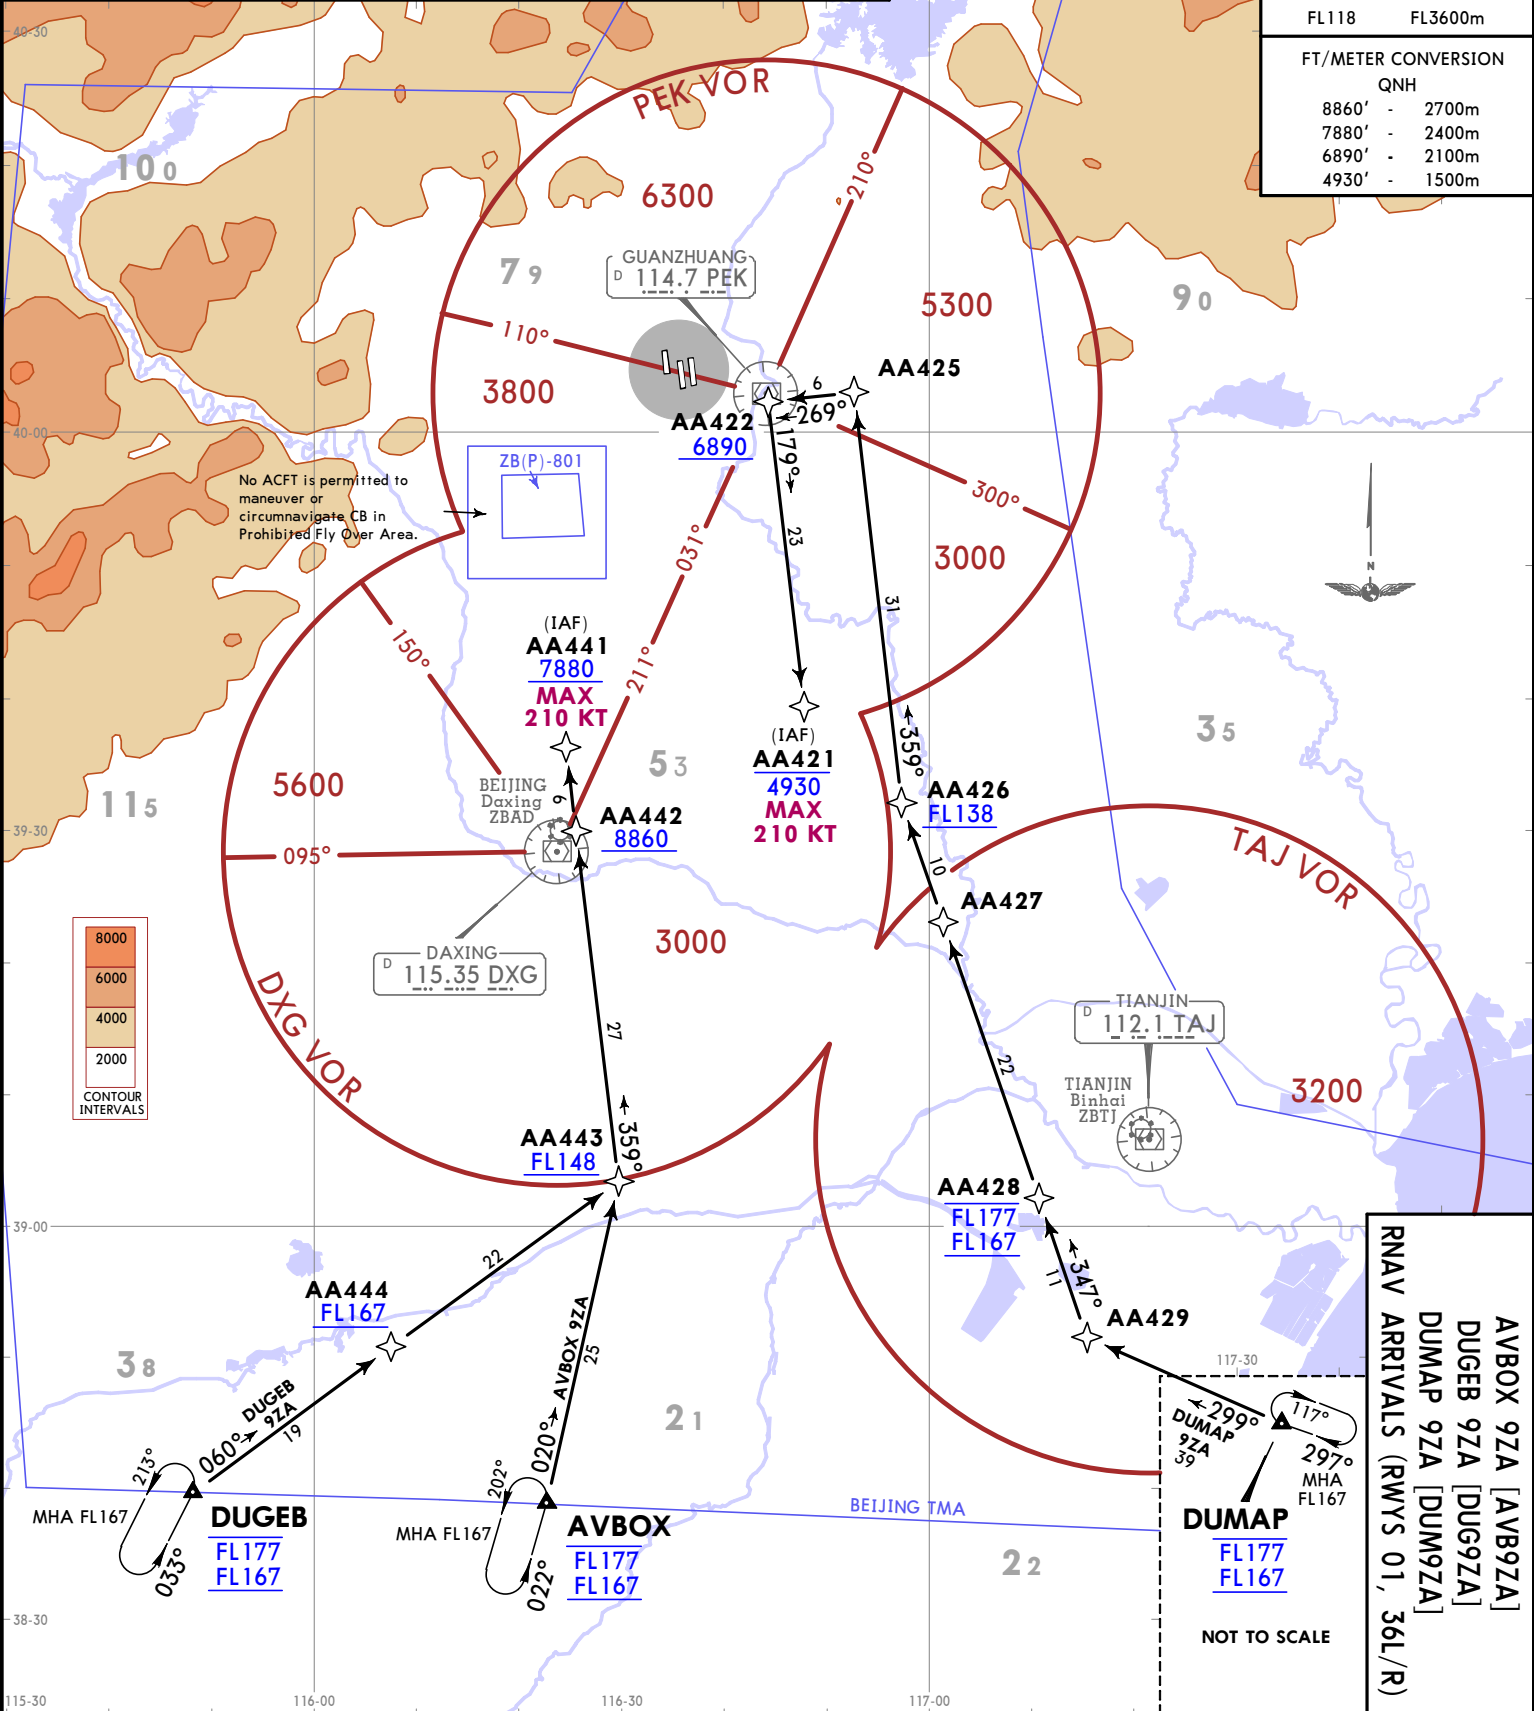 FL118 FL3600m
FT/METER CONVERSION
QNH
8860' - 2700m
7880' - 2400m
6890' - 2100m
4930' - 1500m
40-30
PEK VOR
100
6300
210°
79
GUANZHUANG
D 114.7 PEK
5300
90
110°
3800
AA425
6
269°
AA422
6890
179°
40-00
ZB(P)-801
No ACFT is permitted to
maneuver or
circumnavigate CB in
Prohibited Fly Over Area.
300°
23
031°
3000
N
31
(IAF)
AA441
7880
MAX
210 KT
150°
211°
359°
35
53
(IAF)
AA421
4930
MAX
210 KT
5600
115
BEIJING
Daxing
ZBAD
9
AA442
8860
AA426
FL138
39-30
095°
10
TAJ VOR
AA427
8000
6000
4000
2000
CONTOUR
INTERVALS
3000
DAXING
D 115.35 DXG
DXG VOR
27
TIANJIN
D 112.1 TAJ
22
TIANJIN
Binhai
ZBTJ
3200
AA443
FL148
359°
AA428
FL177
FL167
39-00
22
347°
11
AA444
FL167
AA429
38
AVBOX 9ZA
25
117-30
DUGEB
9ZA
19
060°
020°
21
299°
DUMAP
9ZA
39
117°
297°
MHA
FL167
213°
202°
MHA FL167
DUGEB
FL177
FL167
033°
MHA FL167
AVBOX
FL177
FL167
022°
BEIJING TMA
22
DUMAP
FL177
FL167
NOT TO SCALE
38-30
115-30
116-00
116-30
117-00
AVBOX 9ZA [AVB9ZA]
DUGEB 9ZA [DUG9ZA]
DUMAP 9ZA [DUM9ZA]
RNAV ARRIVALS (RWYS 01, 36L/R)